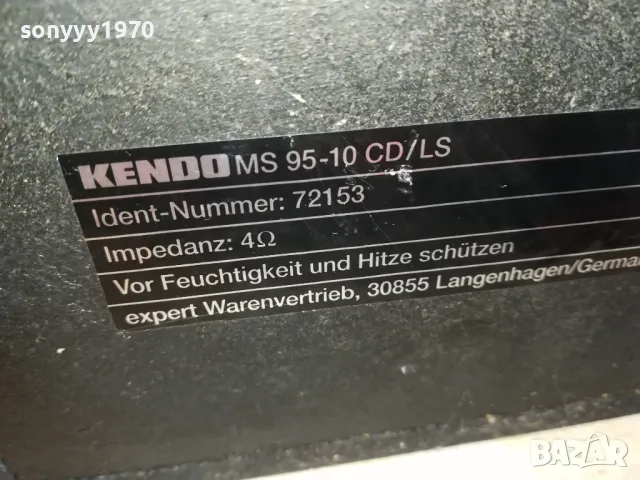 sonyyy1970
KENDO MS 95-10 CD/LS
Ident-Nummer: 72153
Impedanz: 4Ω
Vor Feuchtigkeit und Hitze schützen
expert Warenvertrieb, 30855 Langenhagen/Germa
BAZAR